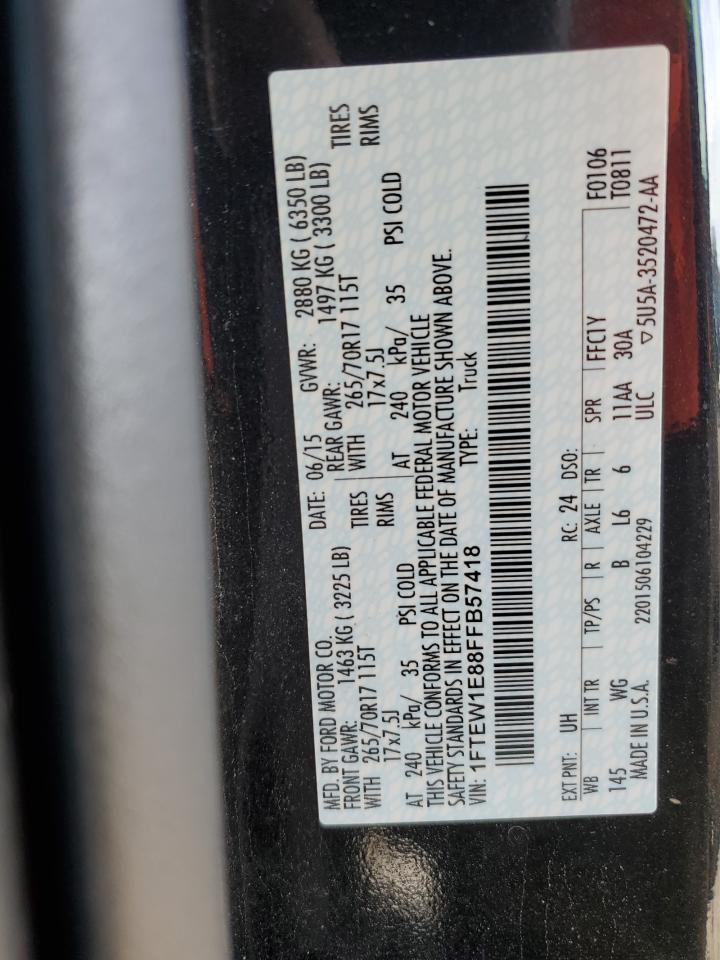 MFD. BY FORD MOTOR CO. DATE: 06/15 GVWR: 2880 KG ( 6350 LB)
FRONT GAWR: 1463 KG ( 3225 LB) REAR GAWR: 1497 KG ( 3300 LB)
WITH 265/70R17 115T TIRES WITH 265/70R17 115T TIRES
17x7.5J RIMS 17x7.5J RIMS
AT 240 kPa/ 35 PSI COLD AT 240 kPa/ 35 PSI COLD
THIS VEHICLE CONFORMS TO ALL APPLICABLE FEDERAL MOTOR VEHICLE
SAFETY STANDARDS IN EFFECT ON THE DATE OF MANUFACTURE SHOWN ABOVE.
VIN: 1FTEW1E88FFB57418 TYPE: Truck
EXT PNT: UH RC: 24 DSO: F0106
WB INT TR TP/PS R AXLE TR SPR FFC1Y T0811
145 WG B L6 6 11AA 30A
MADE IN U.S.A. 2201506104229 ULC ▽5U5A-3520472-AA